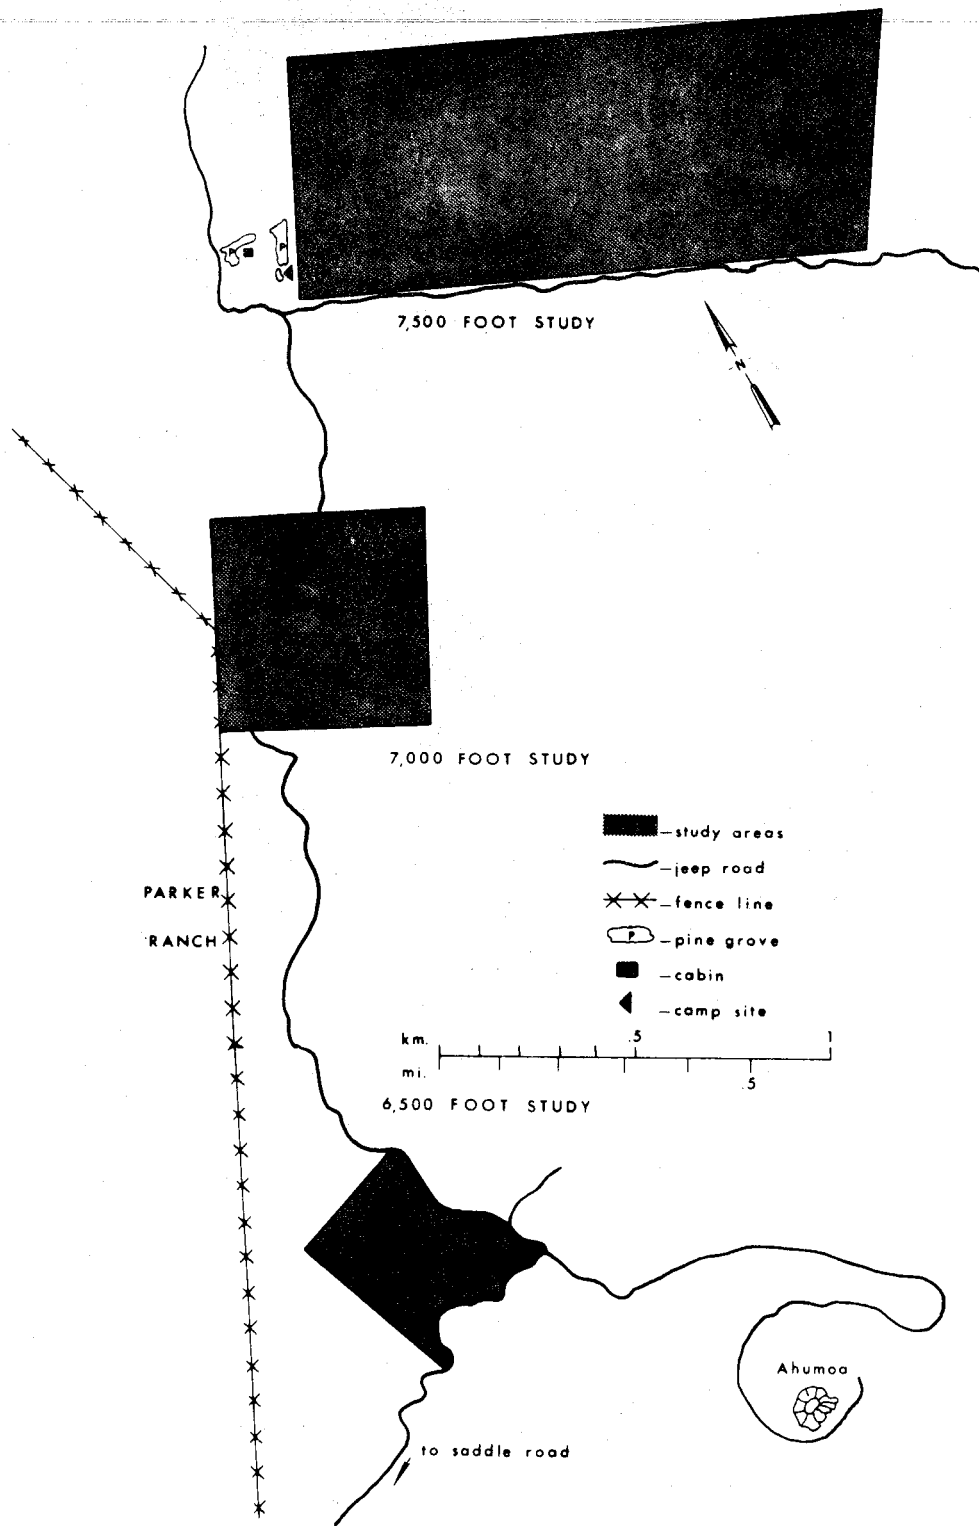 P
P
7,500 FOOT STUDY
N
7,000 FOOT STUDY
PARKER
RANCH
—study areas
—jeep road
—fence line
P —pine grove
—cabin
—camp site
km. .5 1
mi. .5
6,500 FOOT STUDY
Ahumoa
to saddle road